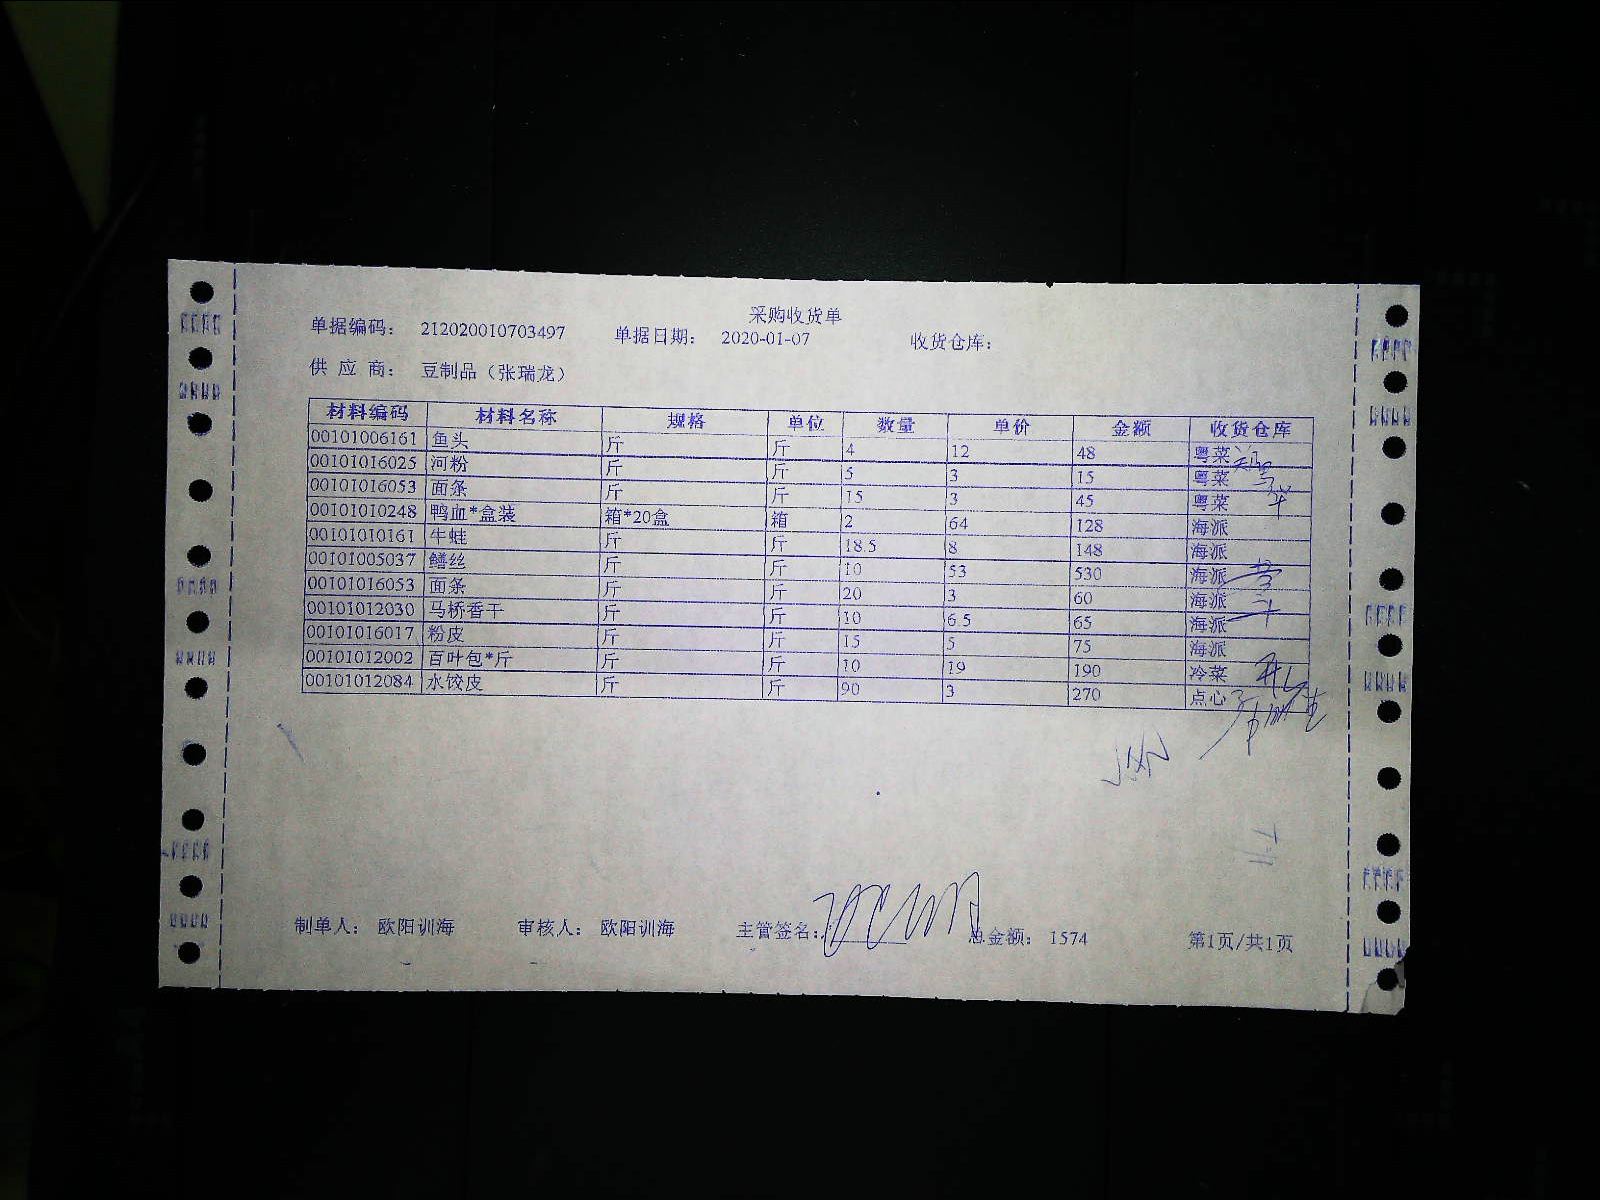 采购收货单
单据编码： 212020010703497 单据日期： 2020-01-07 收货仓库：
供 应 商： 豆制品（张瑞龙）
材料编码 材料名称 规格 单位 数量 单价 金额 收货仓库
00101006161 鱼头 斤 斤 4 12 48 粤菜
00101016025 河粉 斤 斤 5 3 15 粤菜
00101016053 面条 斤 斤 15 3 45 粤菜
00101010248 鸭血*盒装 箱*20盒 箱 2 64 128 海派
00101010161 牛蛙 斤 斤 18.5 8 148 海派
00101005037 鳝丝 斤 斤 10 53 530 海派
00101016053 面条 斤 斤 20 3 60 海派
00101012030 马桥香干 斤 斤 10 6.5 65 海派
00101016017 粉皮 斤 斤 15 5 75 海派
00101012002 百叶包*斤 斤 斤 10 19 190 冷菜
00101012084 水饺皮 斤 斤 90 3 270 点心
制单人： 欧阳训海 审核人： 欧阳训海 主管签名： 总金额： 1574 第1页/共1页